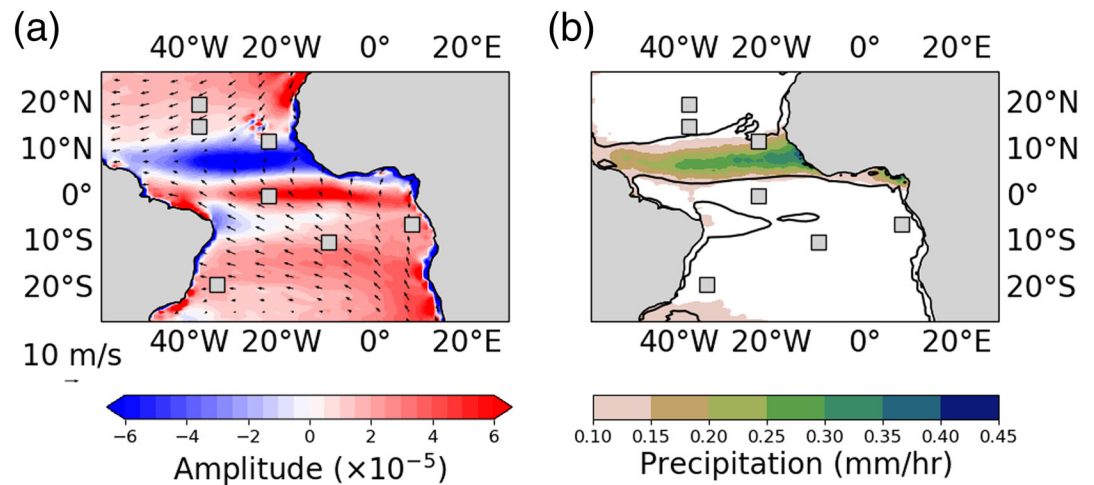 (a)
(b)
40°W 20°W 0° 20°E
40°W 20°W 0° 20°E
20°N
10°N
0°
10°S
20°S
20°N
10°N
0°
10°S
20°S
40°W 20°W 0° 20°E
40°W 20°W 0° 20°E
10 m/s
−6 −4 −2 0 2 4 6
Amplitude (×10⁻⁵)
0.10 0.15 0.20 0.25 0.30 0.35 0.40 0.45
Precipitation (mm/hr)